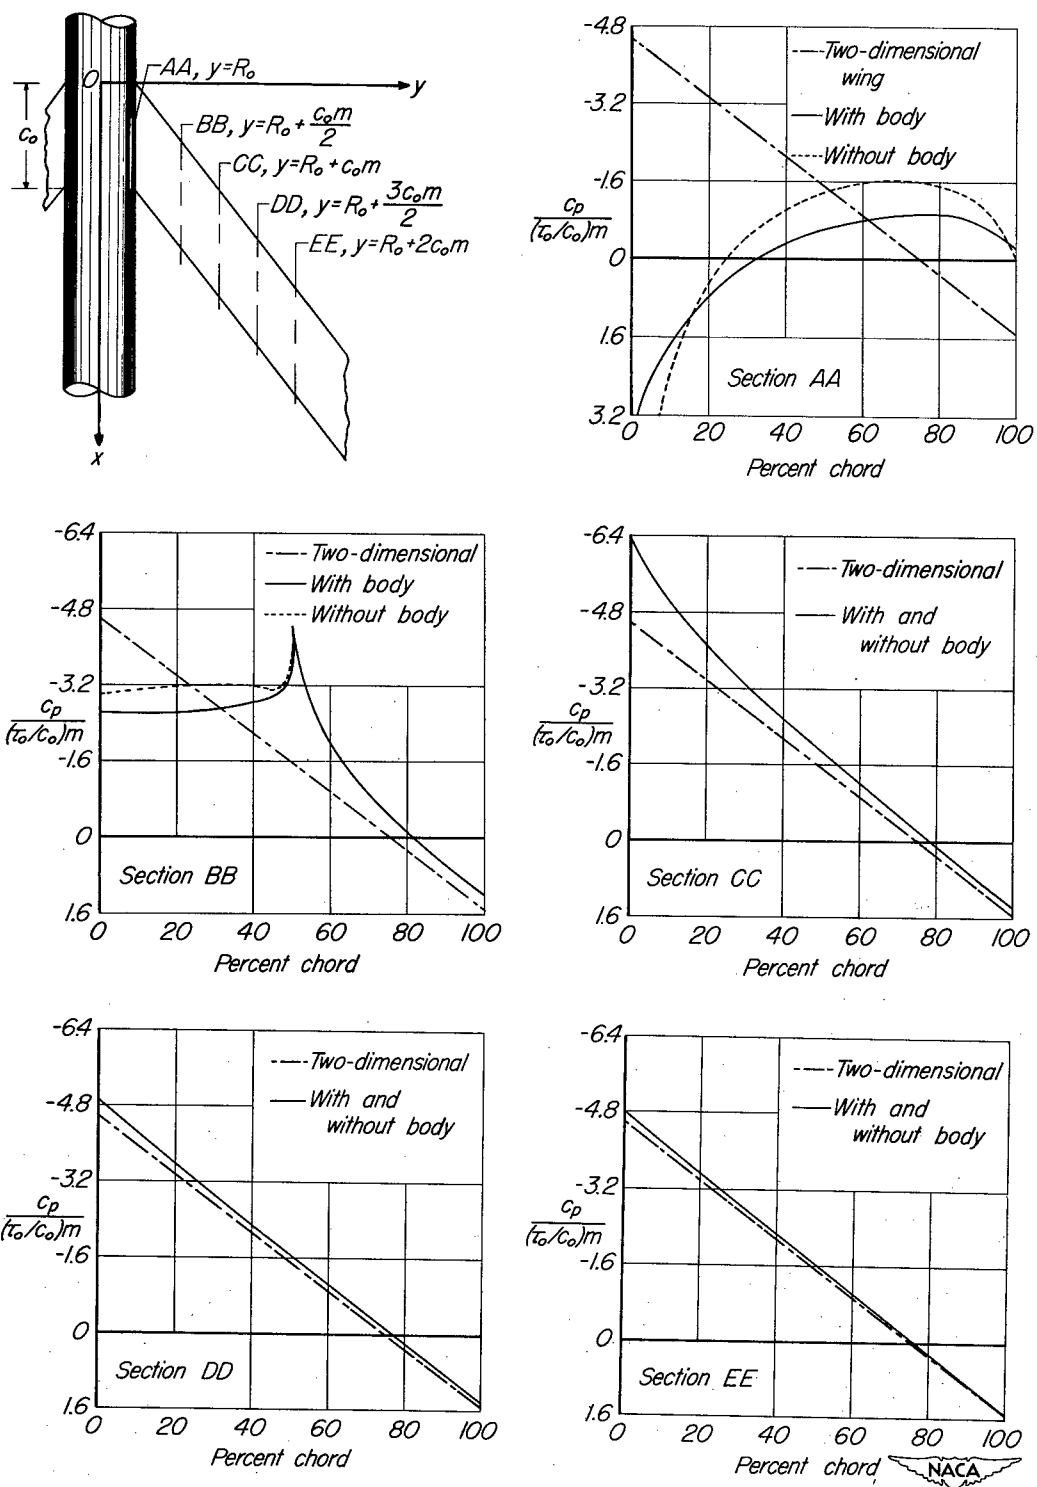 O
y
x
c₀
AA, y=R₀
BB, y=R₀+c₀m/2
CC, y=R₀+c₀m
DD, y=R₀+3c₀m/2
EE, y=R₀+2c₀m
-4.8
-3.2
-1.6
0
1.6
3.2
cₚ/(τ₀/c₀)m
Two-dimensional
wing
With body
Without body
Section AA
0 20 40 60 80 100
Percent chord
-6.4
-4.8
-3.2
-1.6
0
1.6
cₚ/(τ₀/c₀)m
Two-dimensional
With body
Without body
Section BB
0 20 40 60 80 100
Percent chord
-6.4
-4.8
-3.2
-1.6
0
1.6
cₚ/(τ₀/c₀)m
Two-dimensional
With and
without body
Section CC
0 20 40 60 80 100
Percent chord
-6.4
-4.8
-3.2
-1.6
0
1.6
cₚ/(τ₀/c₀)m
Two-dimensional
With and
without body
Section DD
0 20 40 60 80 100
Percent chord
-6.4
-4.8
-3.2
-1.6
0
1.6
cₚ/(τ₀/c₀)m
Two-dimensional
With and
without body
Section EE
0 20 40 60 80 100
Percent chord
NACA